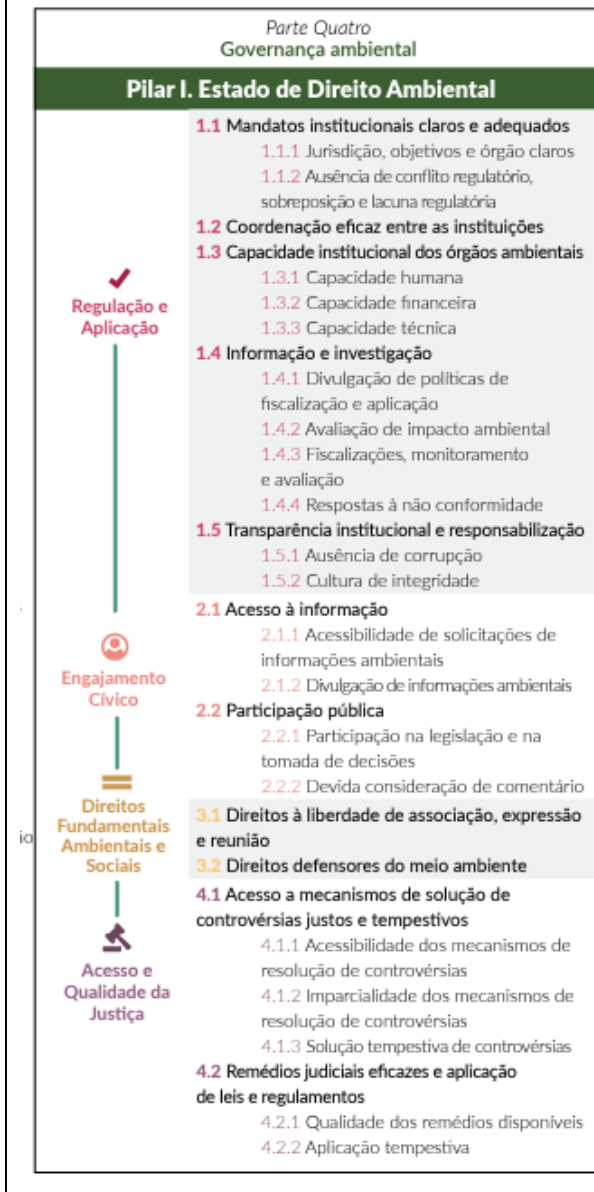 Parte Quatro
Governança ambiental
Pilar I. Estado de Direito Ambiental
Regulação e
Aplicação
1.1 Mandatos institucionais claros e adequados
1.1.1 Jurisdição, objetivos e órgão claros
1.1.2 Ausência de conflito regulatório,
sobreposição e lacuna regulatória
1.2 Coordenação eficaz entre as instituições
1.3 Capacidade institucional dos órgãos ambientais
1.3.1 Capacidade humana
1.3.2 Capacidade financeira
1.3.3 Capacidade técnica
1.4 Informação e investigação
1.4.1 Divulgação de políticas de
fiscalização e aplicação
1.4.2 Avaliação de impacto ambiental
1.4.3 Fiscalizações, monitoramento
e avaliação
1.4.4 Respostas à não conformidade
1.5 Transparência institucional e responsabilização
1.5.1 Ausência de corrupção
1.5.2 Cultura de integridade
Engajamento
Cívico
2.1 Acesso à informação
2.1.1 Acessibilidade de solicitações de
informações ambientais
2.1.2 Divulgação de informações ambientais
2.2 Participação pública
2.2.1 Participação na legislação e na
tomada de decisões
2.2.2 Devida consideração de comentário
Direitos
Fundamentais
Ambientais e
Sociais
3.1 Direitos à liberdade de associação, expressão
e reunião
3.2 Direitos defensores do meio ambiente
io
Acesso e
Qualidade da
Justiça
4.1 Acesso a mecanismos de solução de
controvérsias justos e tempestivos
4.1.1 Acessibilidade dos mecanismos de
resolução de controvérsias
4.1.2 Imparcialidade dos mecanismos de
resolução de controvérsias
4.1.3 Solução tempestiva de controvérsias
4.2 Remédios judiciais eficazes e aplicação
de leis e regulamentos
4.2.1 Qualidade dos remédios disponíveis
4.2.2 Aplicação tempestiva